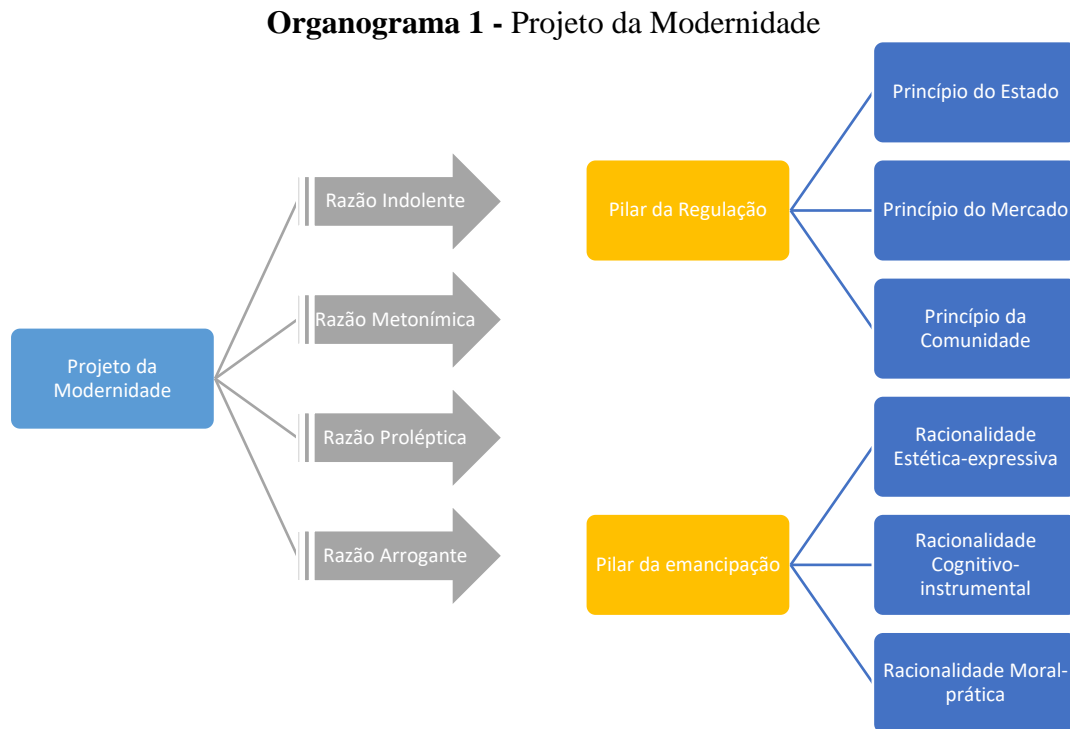 Organograma 1 - Projeto da Modernidade
Projeto da
Modernidade
Razão Indolente
Razão Metonímica
Razão Proléptica
Razão Arrogante
Pilar da Regulação
Princípio do Estado
Princípio do Mercado
Princípio da
Comunidade
Pilar da emancipação
Racionalidade
Estética-expressiva
Racionalidade
Cognitivo-
instrumental
Racionalidade Moral-
prática